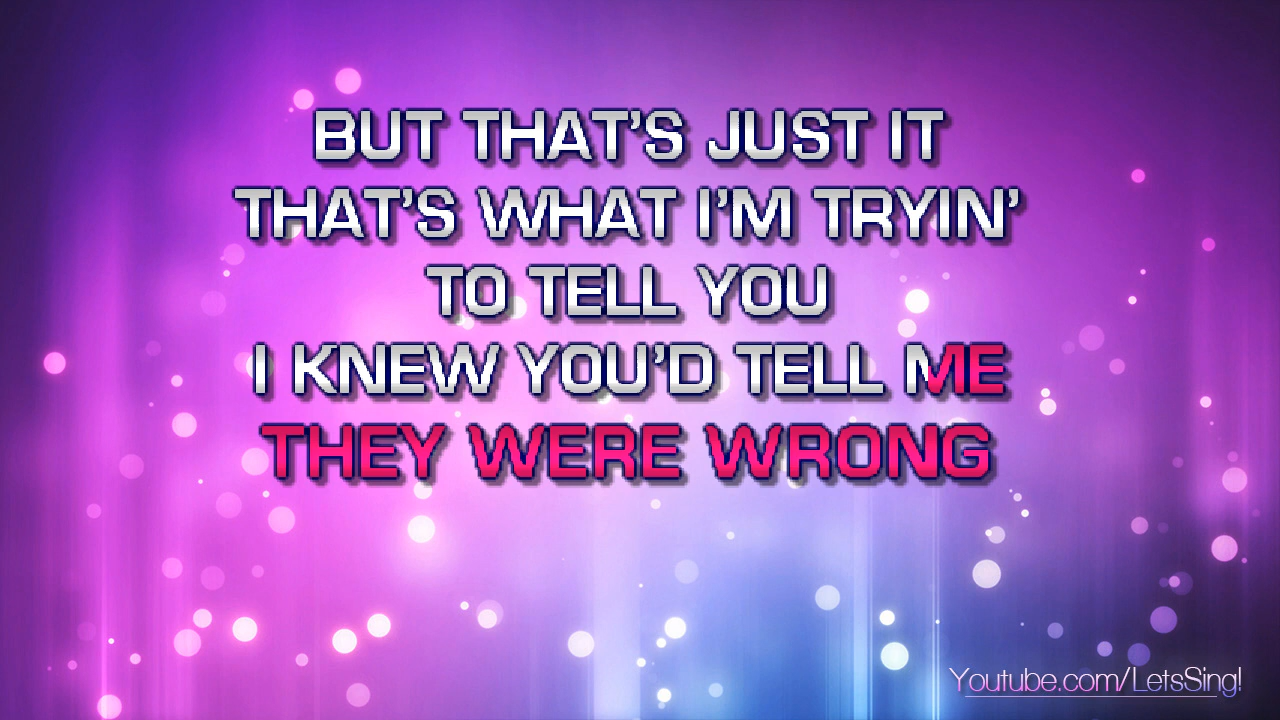 BUT THAT'S JUST IT
THAT'S WHAT I'M TRYIN'
TO TELL YOU
I KNEW YOU'D TELL ME
THEY WERE WRONG
Youtube.com/LetsSing!